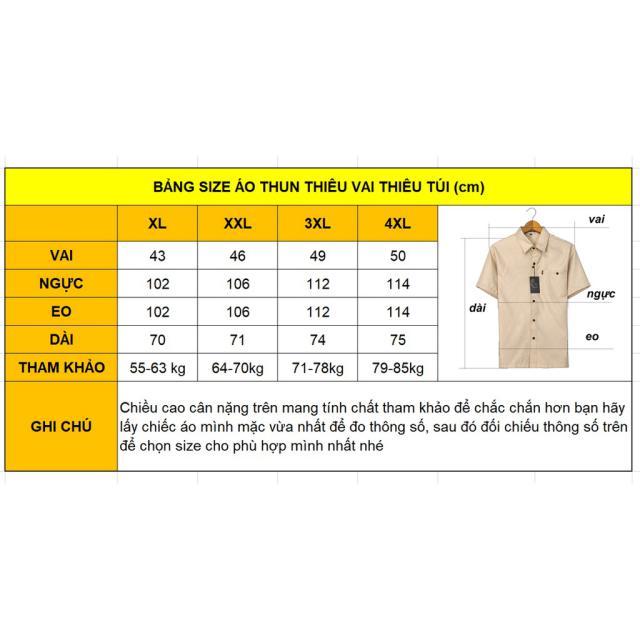 BẢNG SIZE ÁO THUN THIÊU VAI THIÊU TÚI (cm)
XL XXL 3XL 4XL
VAI 43 46 49 50
NGỰC 102 106 112 114
EO 102 106 112 114
DÀI 70 71 74 75
THAM KHẢO 55-63 kg 64-70kg 71-78kg 79-85kg
vai
dài
ngực
eo
GHI CHÚ
Chiều cao cân nặng trên mang tính chất tham khảo để chắc chắn hơn bạn hãy
lấy chiếc áo mình mặc vừa nhất để đo thông số, sau đó đối chiếu thông số trên
để chọn size cho phù hợp mình nhất nhé